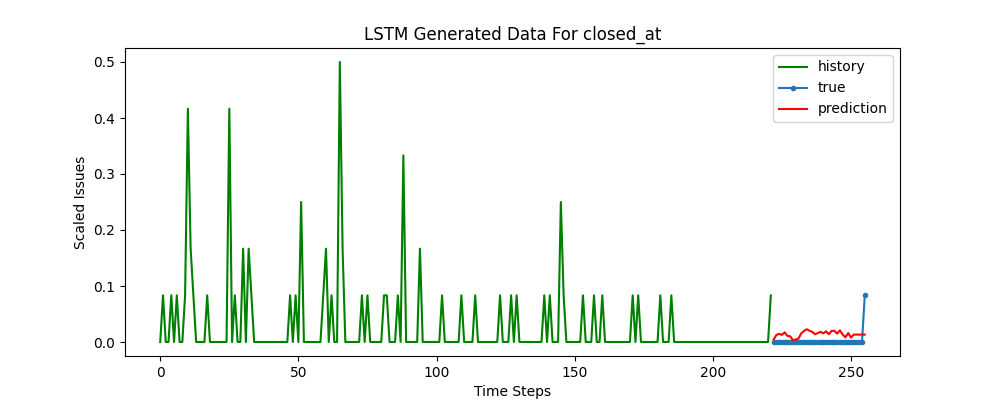 LSTM Generated Data For closed_at
history
true
prediction
0.5
0.4
0.3
0.2
0.1
0.0
Scaled Issues
0 50 100 150 200 250
Time Steps